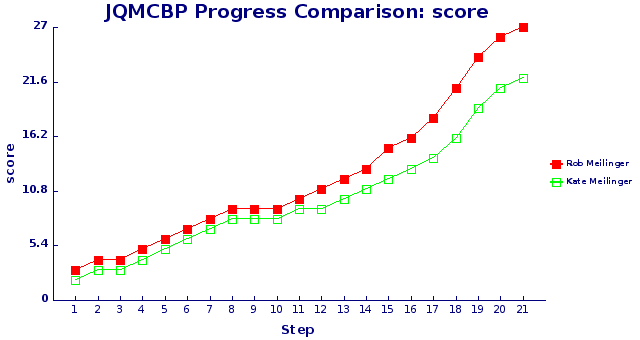 JQMCBP Progress Comparison: score
27
21.6
16.2
10.8
5.4
0
score
1 2 3 4 5 6 7 8 9 10 11 12 13 14 15 16 17 18 19 20 21
Step
Rob Meilinger
Kate Meilinger